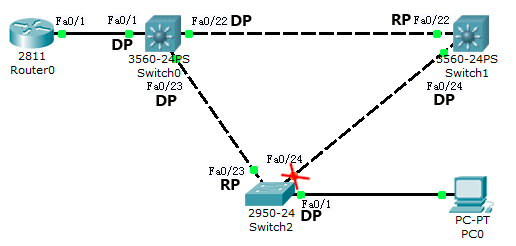 Fa0/1
Fa0/1
DP
2811
Router0
3560-24PS
Switch0
Fa0/22
DP
RP
Fa0/22
3560-24PS
Switch1
Fa0/24
DP
Fa0/23
DP
Fa0/23
RP
Fa0/24
2950-24
Switch2
Fa0/1
DP
PC-PT
PC0